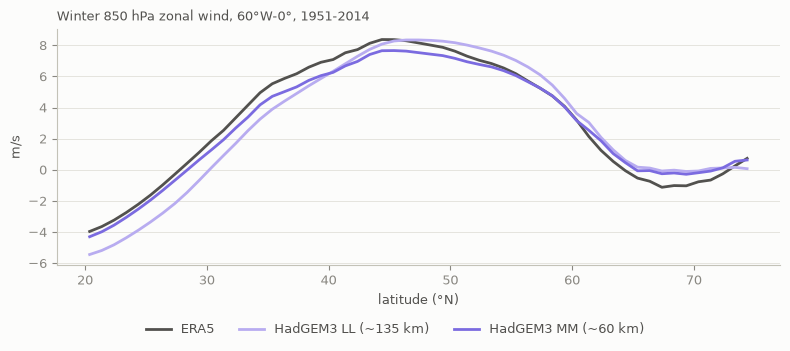 Winter 850 hPa zonal wind, 60°W-0°, 1951-2014
8
6
4
2
0
−2
−4
−6
m/s
20 30 40 50 60 70
latitude (°N)
ERA5 HadGEM3 LL (~135 km) HadGEM3 MM (~60 km)